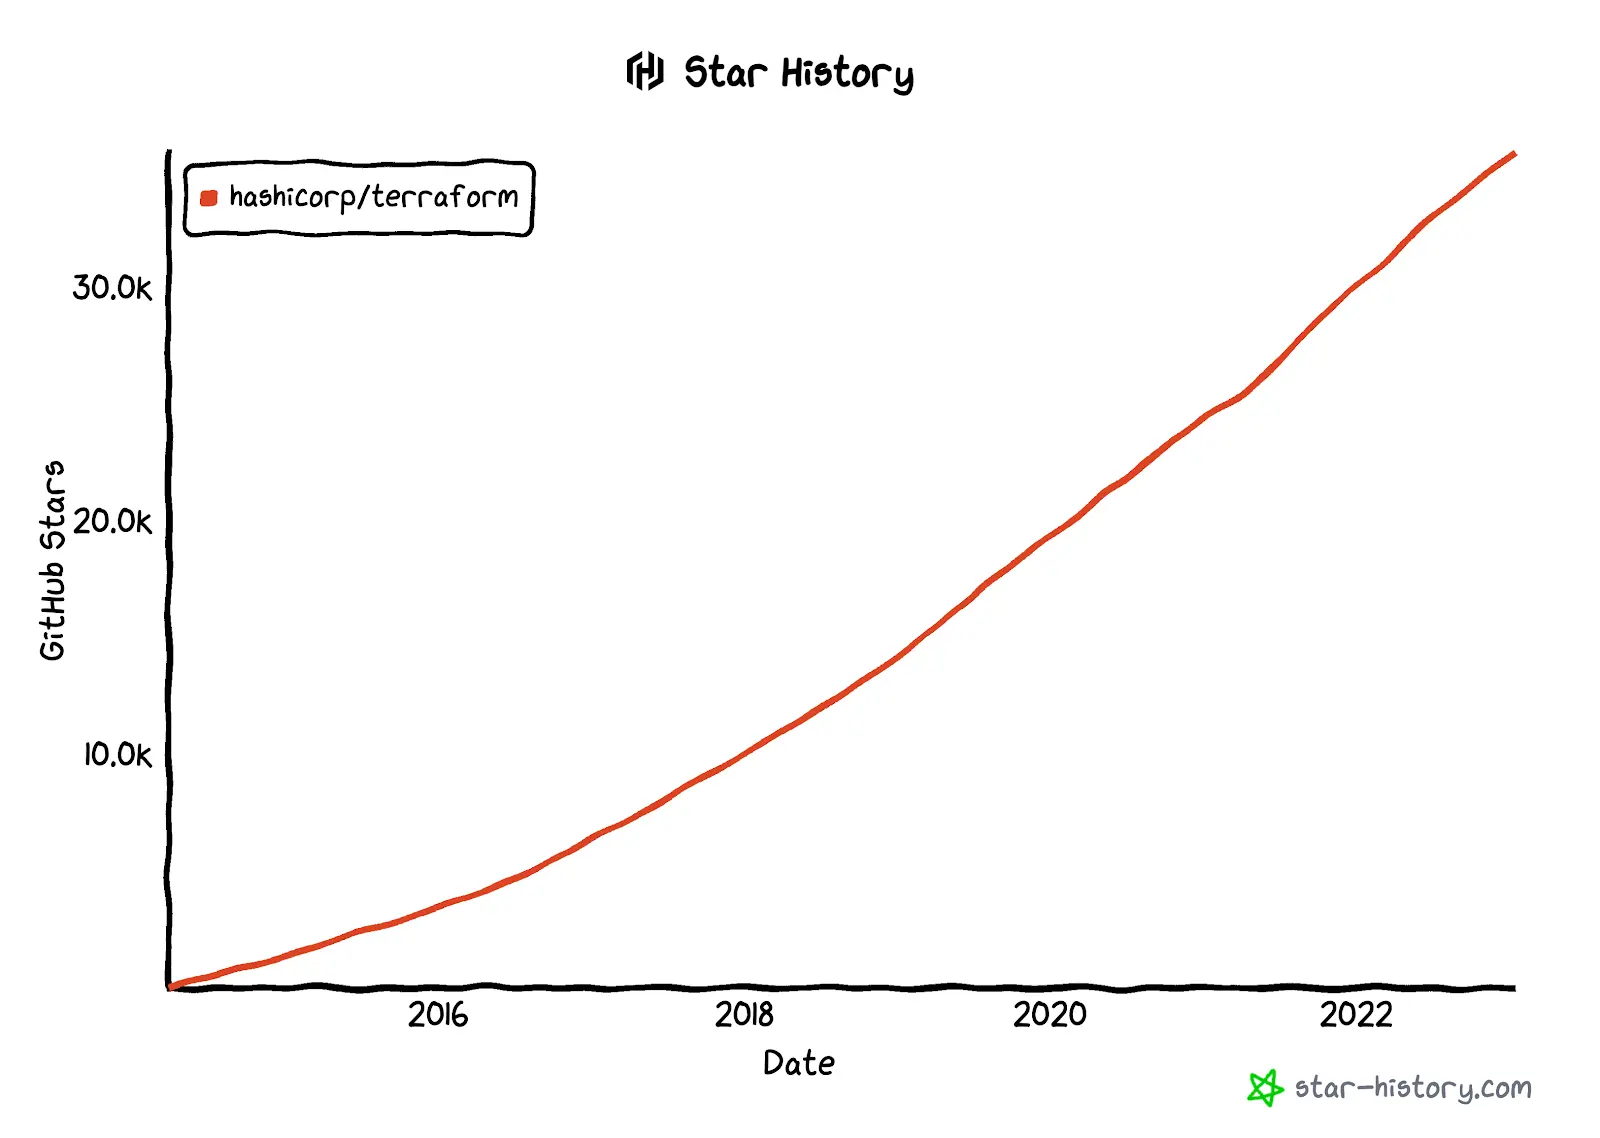 Star History
hashicorp/terraform
30.0k
20.0k
10.0k
GitHub Stars
2016 2018 2020 2022
Date
star-history.com